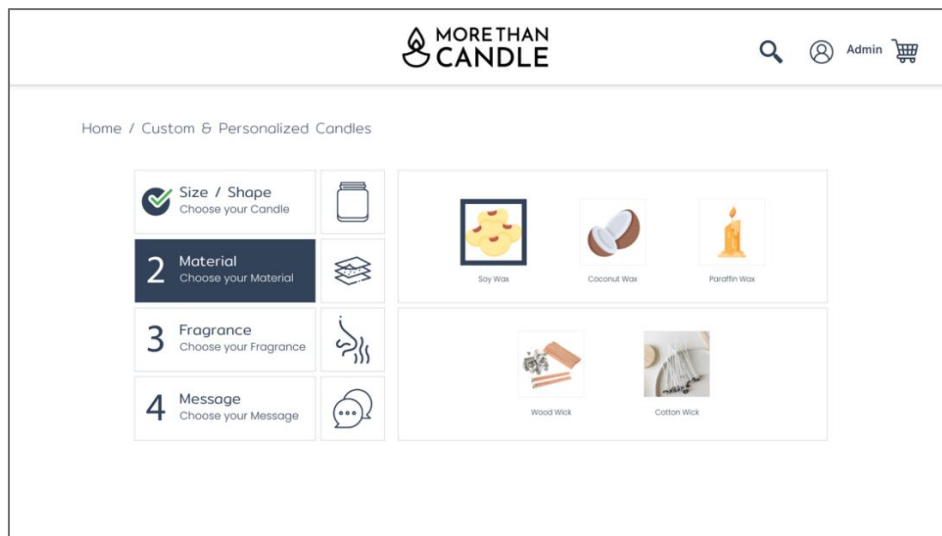 MORE THAN
CANDLE
Admin
Home / Custom & Personalized Candles
Size / Shape
Choose your Candle
2
Material
Choose your Material
3
Fragrance
Choose your Fragrance
4
Message
Choose your Message
Soy Wax
Coconut Wax
Paraffin Wax
Wood Wick
Cotton Wick